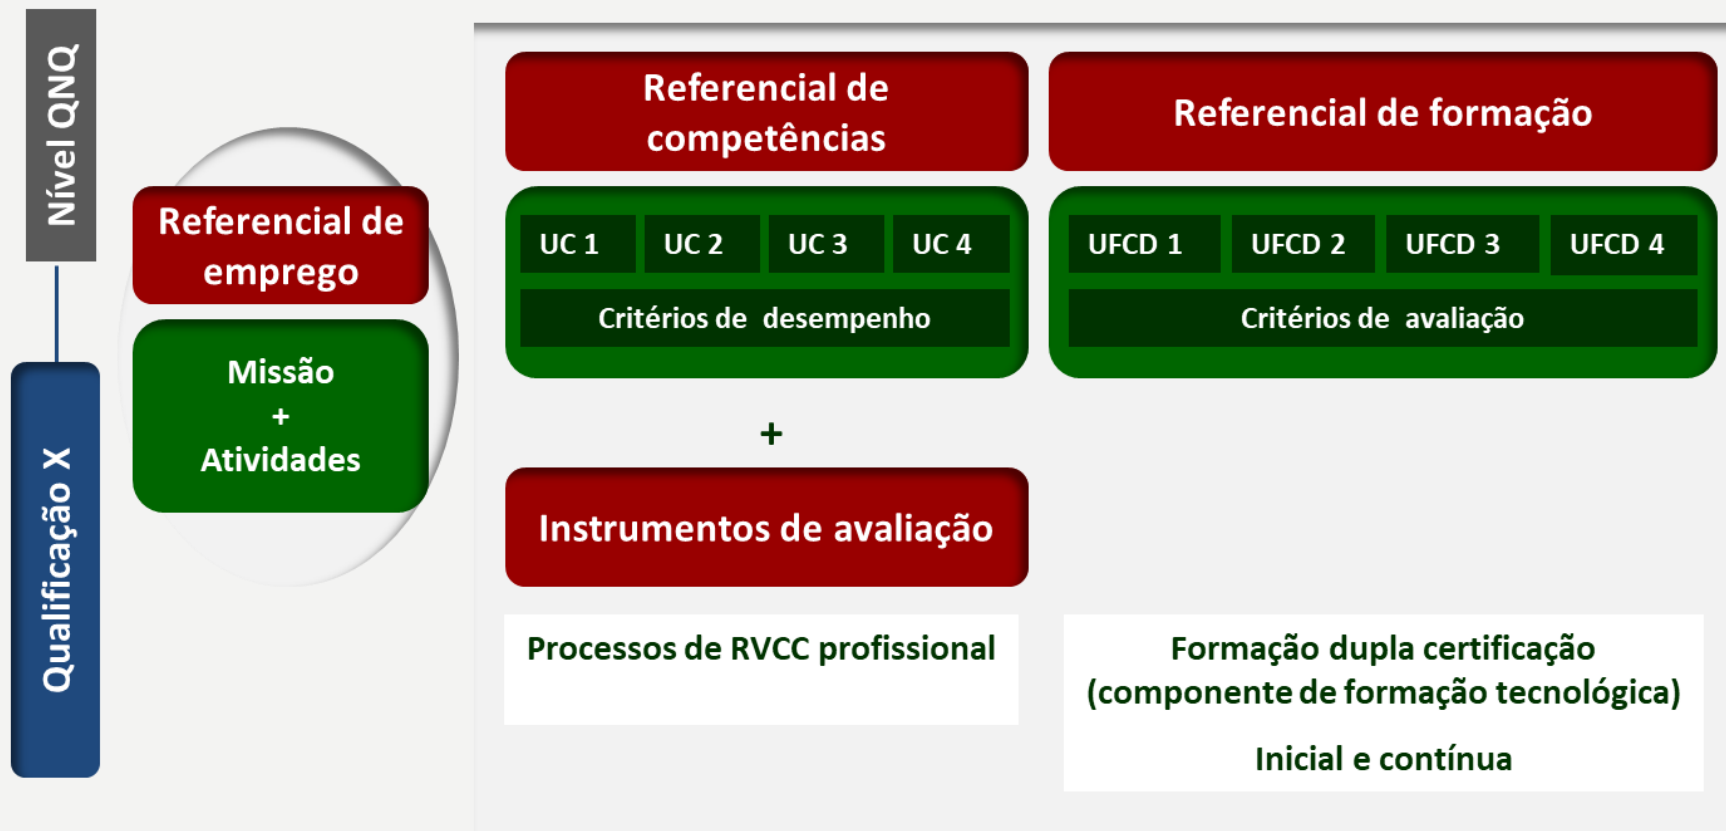 Nível QNQ
Qualificação X
Referencial de
emprego
Missão
+
Atividades
Referencial de
competências
UC 1
UC 2
UC 3
UC 4
Critérios de desempenho
+
Instrumentos de avaliação
Processos de RVCC profissional
Referencial de formação
UFCD 1
UFCD 2
UFCD 3
UFCD 4
Critérios de avaliação
Formação dupla certificação
(componente de formação tecnológica)
Inicial e contínua